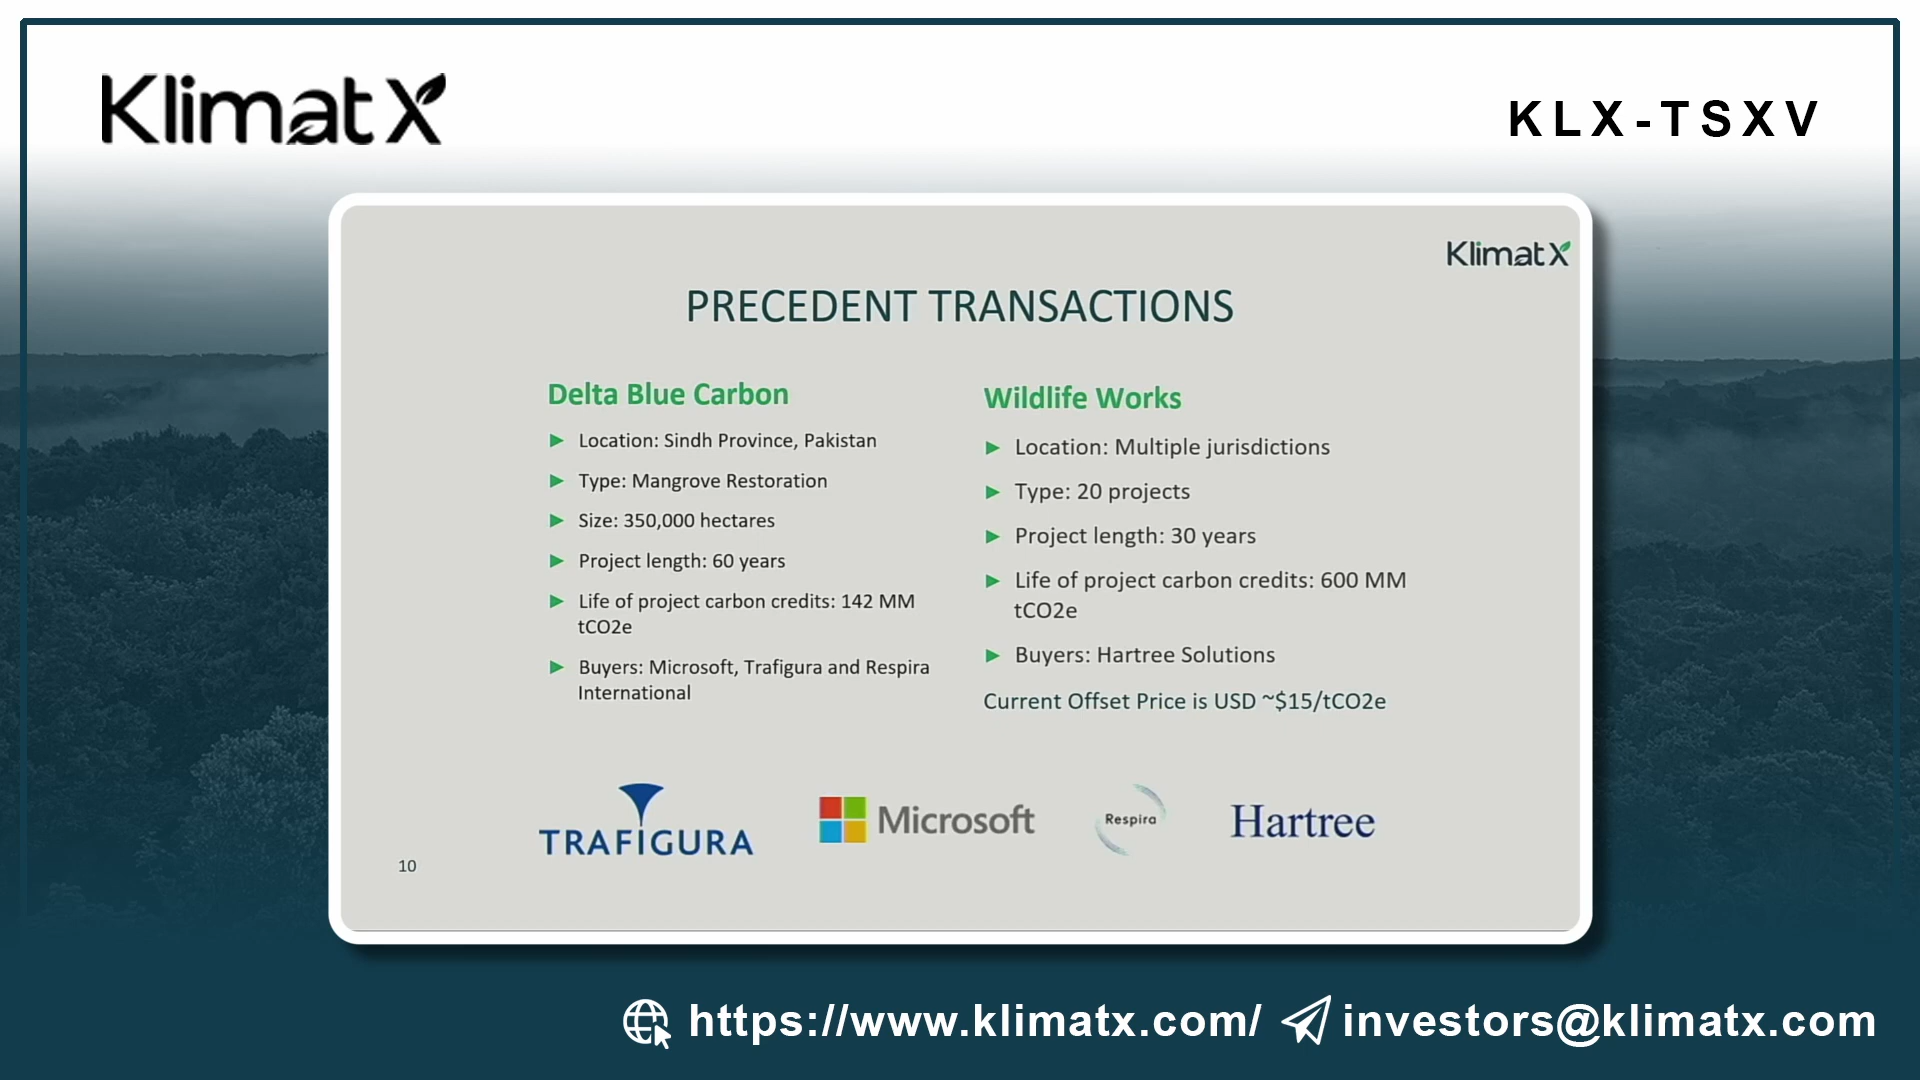 KlimatX
KLX-TSXV
KlimatX
PRECEDENT TRANSACTIONS
Delta Blue Carbon
Location: Sindh Province, Pakistan
Type: Mangrove Restoration
Size: 350,000 hectares
Project length: 60 years
Life of project carbon credits: 142 MM
tCO2e
Buyers: Microsoft, Trafigura and Respira
International
Wildlife Works
Location: Multiple jurisdictions
Type: 20 projects
Project length: 30 years
Life of project carbon credits: 600 MM
tCO2e
Buyers: Hartree Solutions
Current Offset Price is USD ~$15/tCO2e
TRAFIGURA
Microsoft
Respira
Hartree
10
https://www.klimatx.com/
investors@klimatx.com